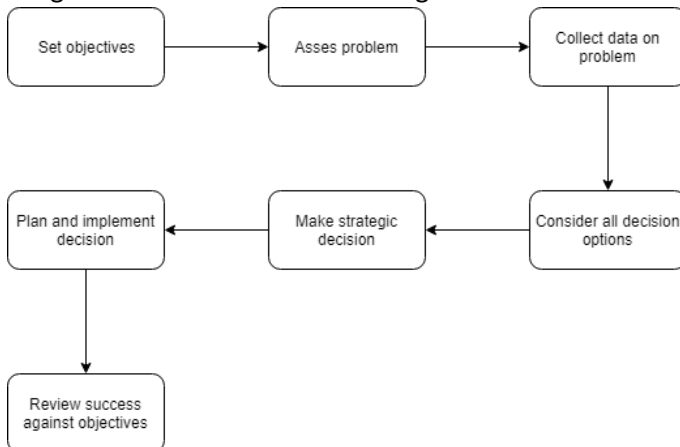 Set objectives
Asses problem
Collect data on
problem
Consider all decision
options
Make strategic
decision
Plan and implement
decision
Review success
against objectives